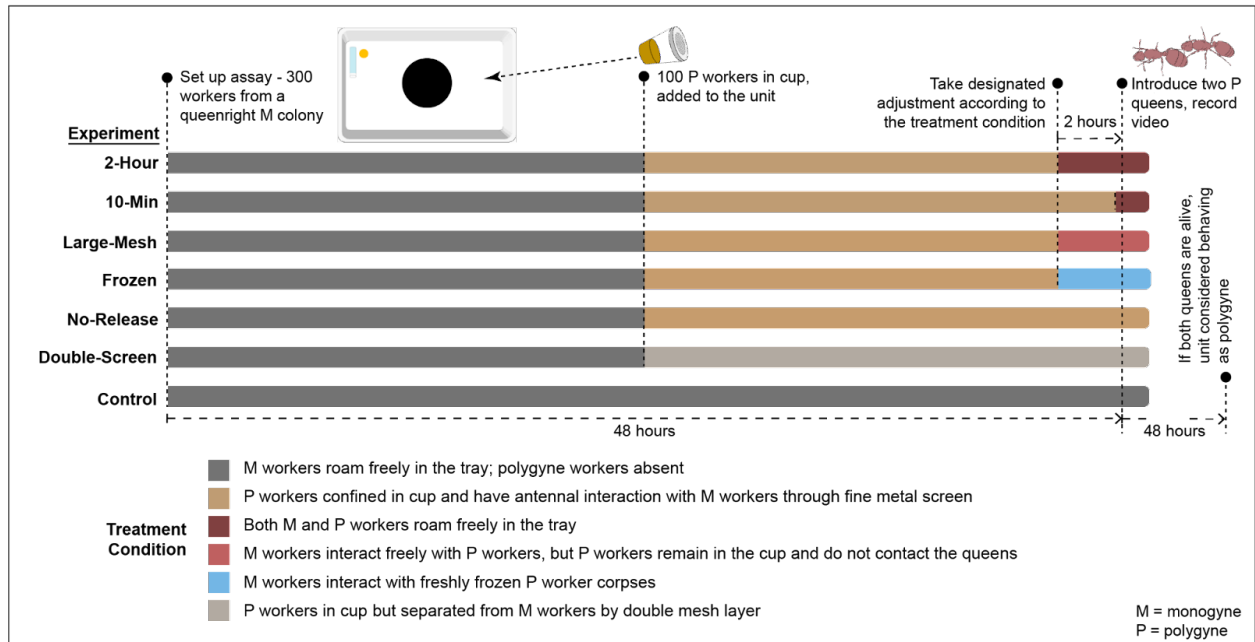 Set up assay - 300
workers from a
queenright M colony
100 P workers in cup,
added to the unit
Take designated
adjustment according to
the treatment condition
2 hours
Introduce two P
queens, record
video
Experiment
2-Hour
10-Min
Large-Mesh
Frozen
No-Release
Double-Screen
Control
48 hours
48 hours
If both queens are alive,
unit considered behaving
as polygyne
Treatment
Condition
M workers roam freely in the tray; polygyne workers absent
P workers confined in cup and have antennal interaction with M workers through fine metal screen
Both M and P workers roam freely in the tray
M workers interact freely with P workers, but P workers remain in the cup and do not contact the queens
M workers interact with freshly frozen P worker corpses
P workers in cup but separated from M workers by double mesh layer
M = monogyne
P = polygyne